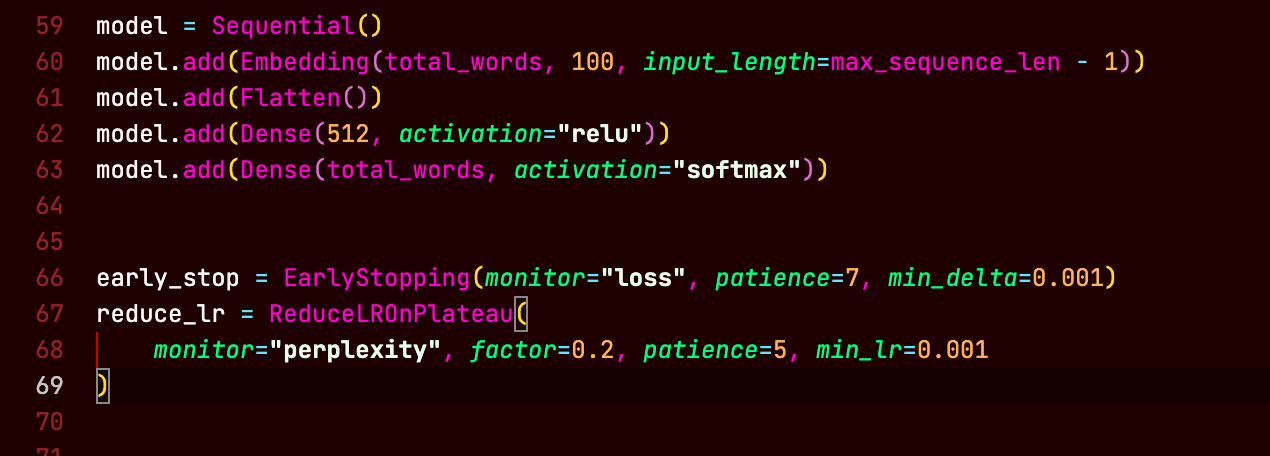 59 model = Sequential()
60 model.add(Embedding(total_words, 100, input_length=max_sequence_len - 1))
61 model.add(Flatten())
62 model.add(Dense(512, activation="relu"))
63 model.add(Dense(total_words, activation="softmax"))
64
65
66 early_stop = EarlyStopping(monitor="loss", patience=7, min_delta=0.001)
67 reduce_lr = ReduceLROnPlateau(
68     monitor="perplexity", factor=0.2, patience=5, min_lr=0.001
69 )
70
71